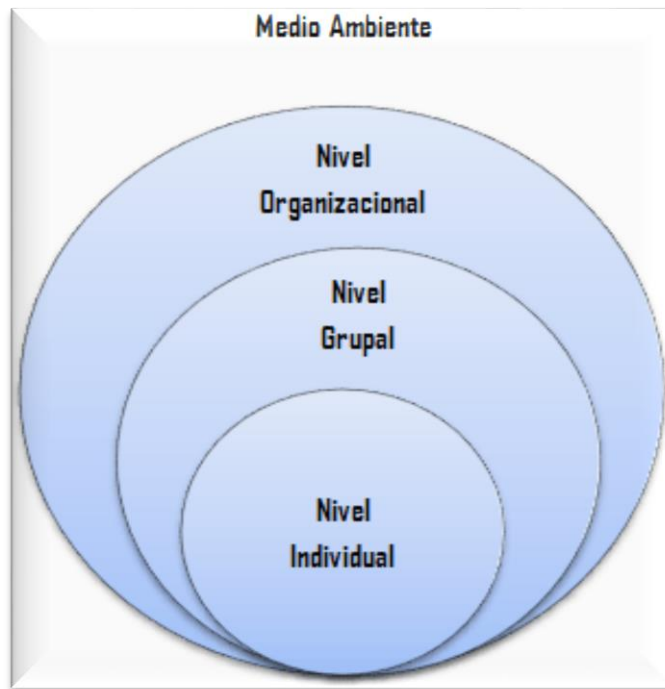 Medio Ambiente
Nivel
Organizacional
Nivel
Grupal
Nivel
Individual